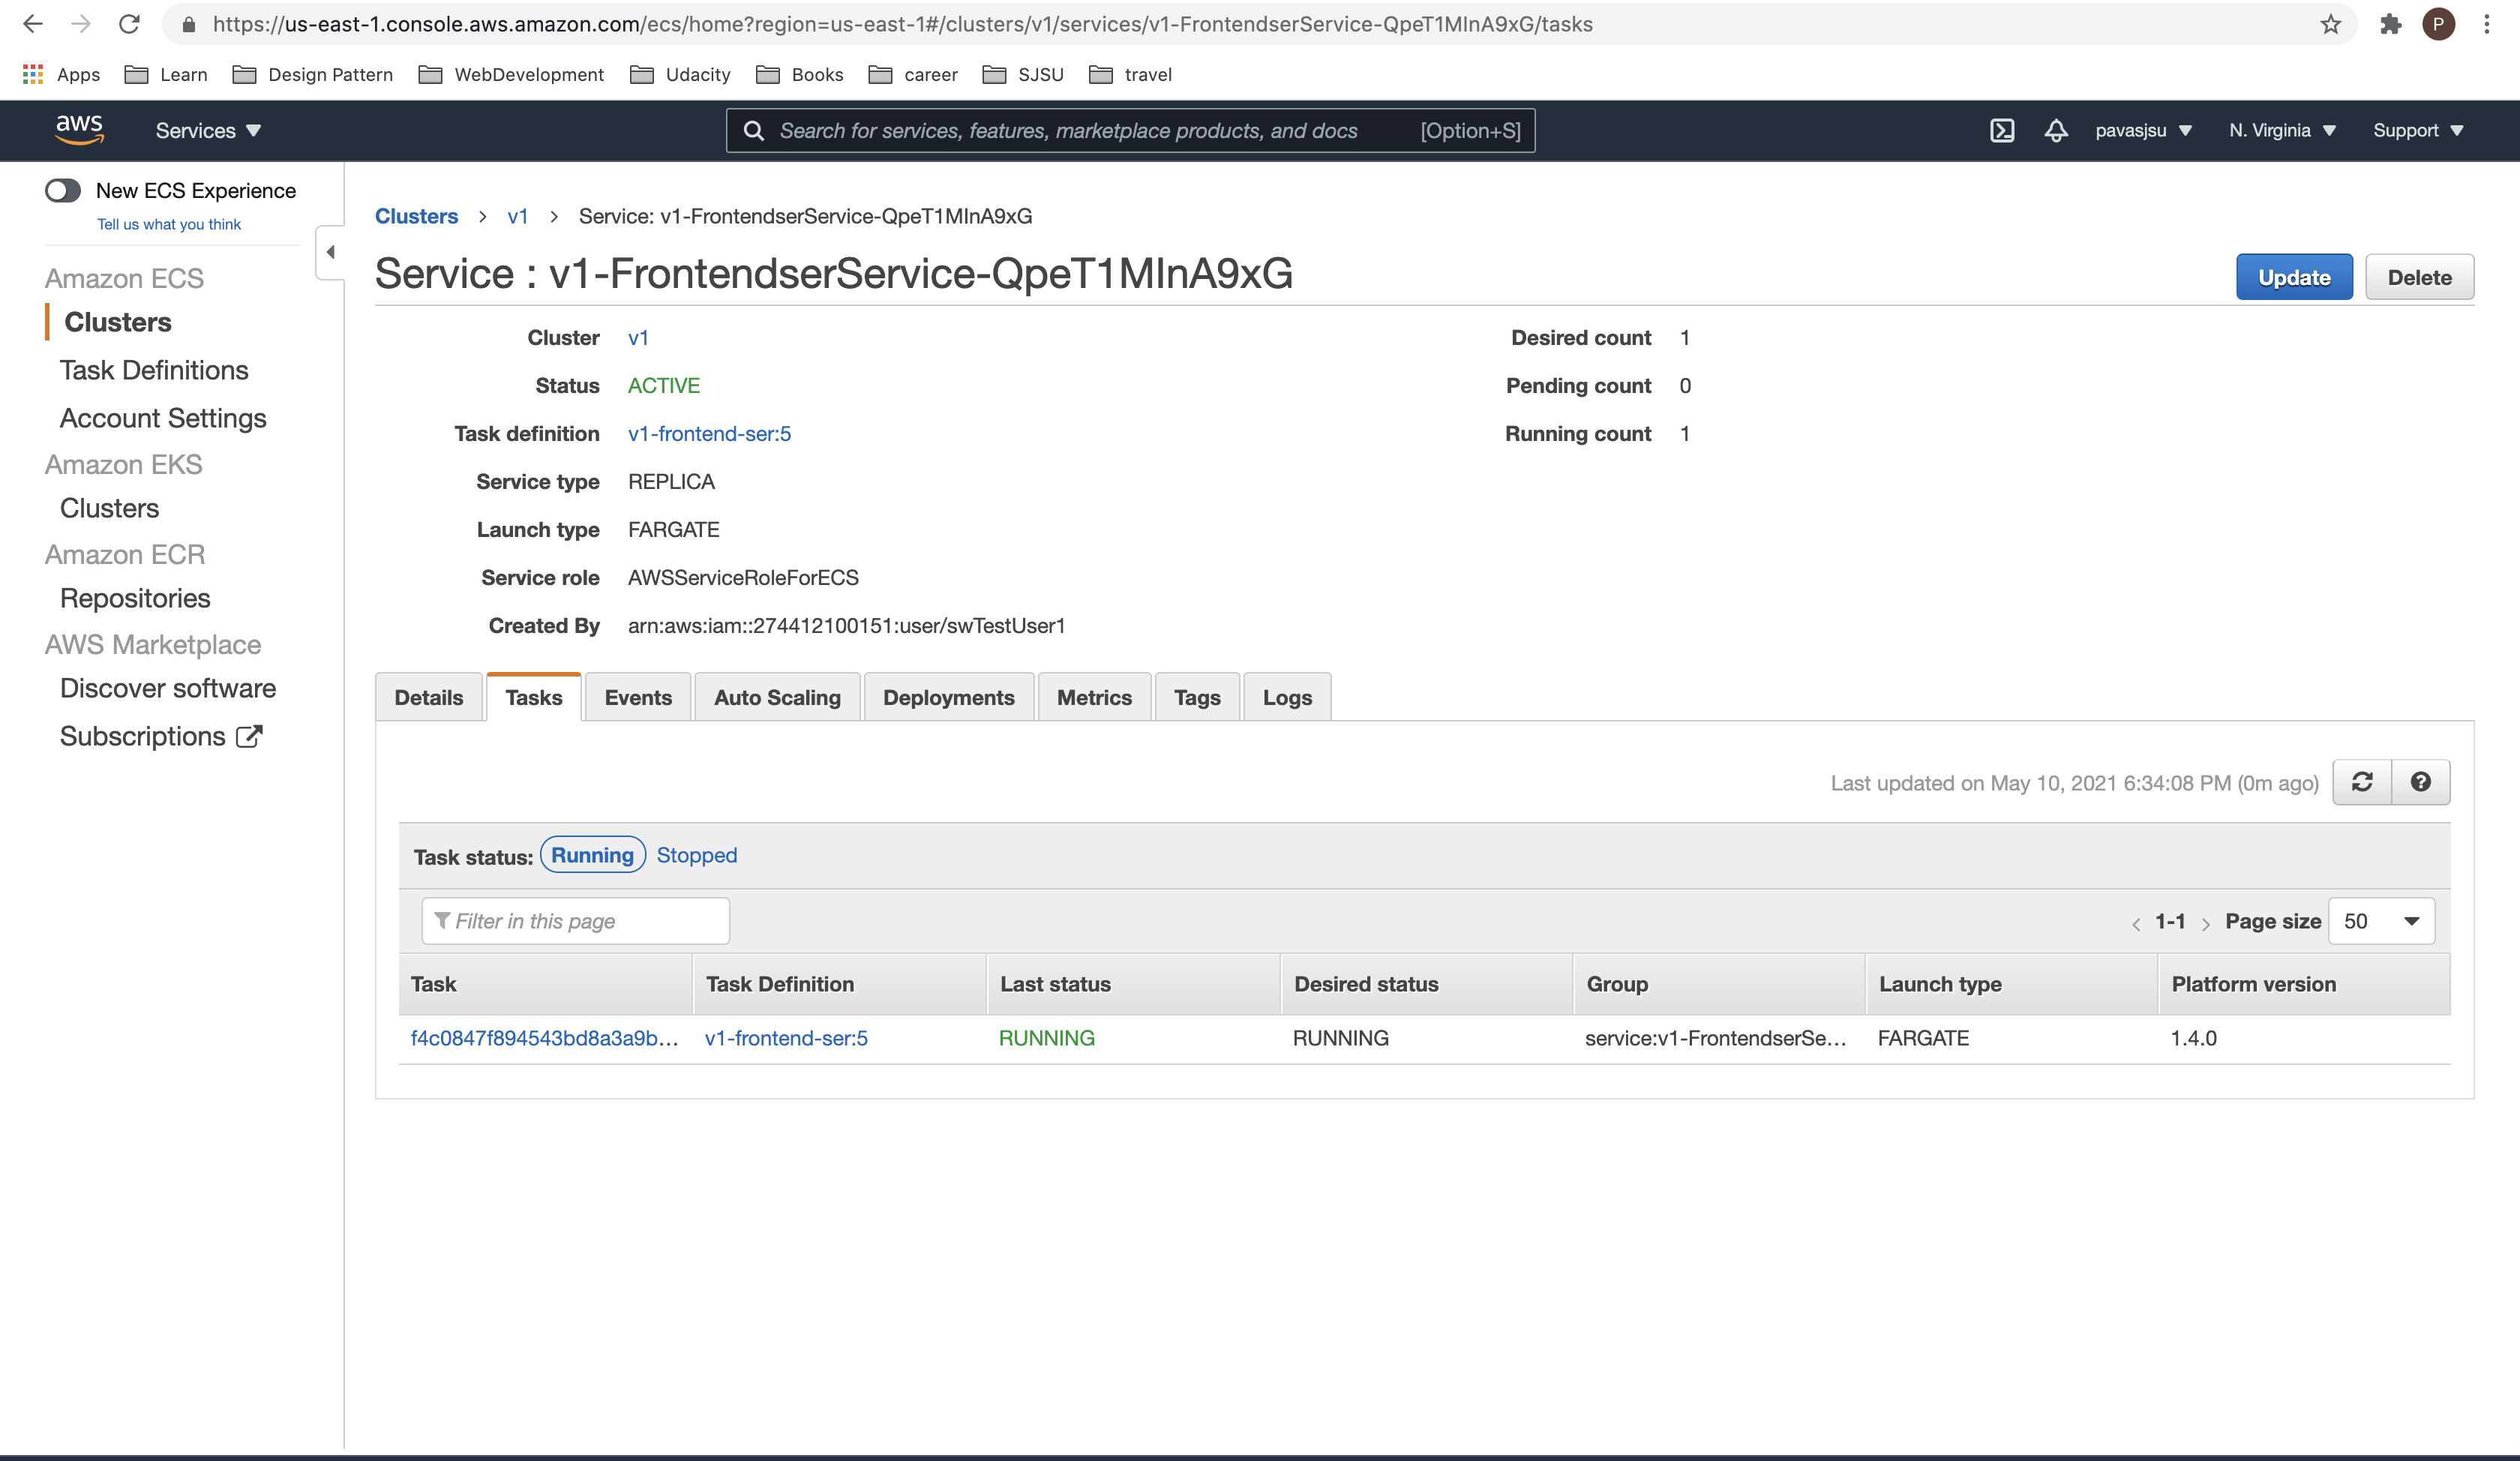 https://us-east-1.console.aws.amazon.com/ecs/home?region=us-east-1#/clusters/v1/services/v1-FrontendserService-QpeT1MInA9xG/tasks
P
Apps Learn Design Pattern WebDevelopment Udacity Books career SJSU travel
aws Services Search for services, features, marketplace products, and docs [Option+S] pavasjsu N. Virginia Support
New ECS Experience
Tell us what you think
Amazon ECS
Clusters
Task Definitions
Account Settings
Amazon EKS
Clusters
Amazon ECR
Repositories
AWS Marketplace
Discover software
Subscriptions
Clusters > v1 > Service: v1-FrontendserService-QpeT1MInA9xG
Service : v1-FrontendserService-QpeT1MInA9xG
Update Delete
Cluster v1
Status ACTIVE
Task definition v1-frontend-ser:5
Service type REPLICA
Launch type FARGATE
Service role AWSServiceRoleForECS
Created By arn:aws:iam::274412100151:user/swTestUser1
Desired count 1
Pending count 0
Running count 1
Details Tasks Events Auto Scaling Deployments Metrics Tags Logs
Last updated on May 10, 2021 6:34:08 PM (0m ago)
Task status: Running Stopped
Filter in this page
< 1-1 > Page size 50
Task Task Definition Last status Desired status Group Launch type Platform version
f4c0847f894543bd8a3a9b... v1-frontend-ser:5 RUNNING RUNNING service:v1-FrontendserSe... FARGATE 1.4.0